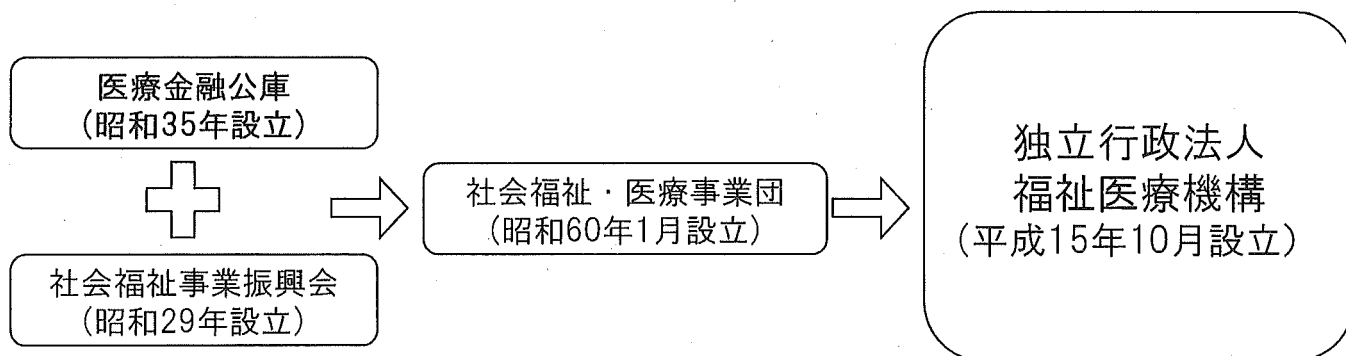 医療金融公庫
(昭和35年設立)
社会福祉事業振興会
(昭和29年設立)
社会福祉・医療事業団
(昭和60年1月設立)
独立行政法人
福祉医療機構
(平成15年10月設立)